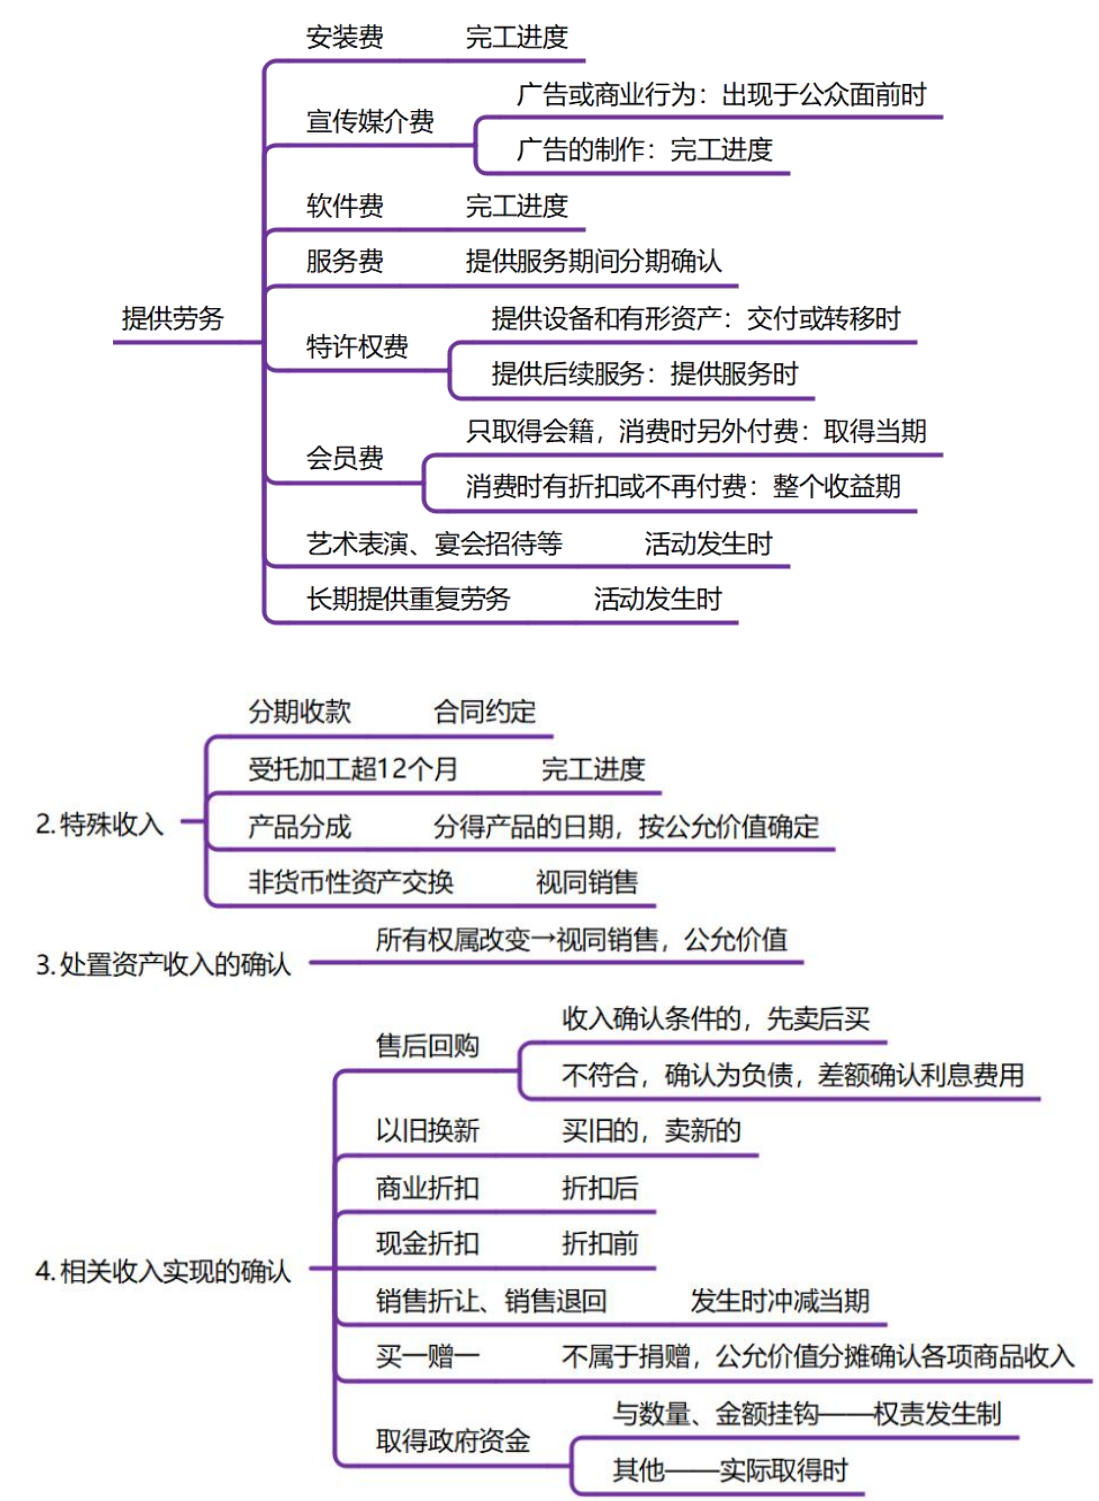 安装费 完工进度
宣传媒介费
广告或商业行为：出现于公众面前时
广告的制作：完工进度
软件费 完工进度
服务费 提供服务期间分期确认
提供劳务
特许权费
提供设备和有形资产：交付或转移时
提供后续服务：提供服务时
会员费
只取得会籍，消费时另外付费：取得当期
消费时有折扣或不再付费：整个收益期
艺术表演、宴会招待等 活动发生时
长期提供重复劳务 活动发生时
2.特殊收入
分期收款 合同约定
受托加工超12个月 完工进度
产品分成 分得产品的日期，按公允价值确定
非货币性资产交换 视同销售
3.处置资产收入的确认
所有权属改变→视同销售，公允价值
4.相关收入实现的确认
售后回购
收入确认条件的，先卖后买
不符合，确认为负债，差额确认利息费用
以旧换新 买旧的，卖新的
商业折扣 折扣后
现金折扣 折扣前
销售折让、销售退回 发生时冲减当期
买一赠一 不属于捐赠，公允价值分摊确认各项商品收入
取得政府资金
与数量、金额挂钩——权责发生制
其他——实际取得时